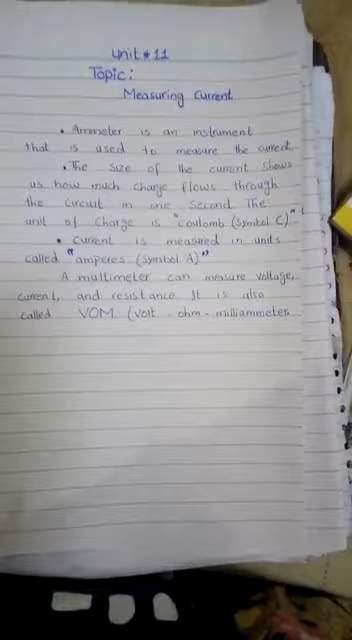 Unit # 11
Topic:
Measuring Current
• Ammeter is an instrument
that is used to measure the current.
• The size of the current shows
us how much charge flows through
the circuit in one second The
unit of charge is "coulomb (symbol C)"
• Current is measured in units
called "amperes (symbol A)"
A multimeter can measure voltage,
current, and resistance It is also
called VOM (volt - ohm - milliammeter